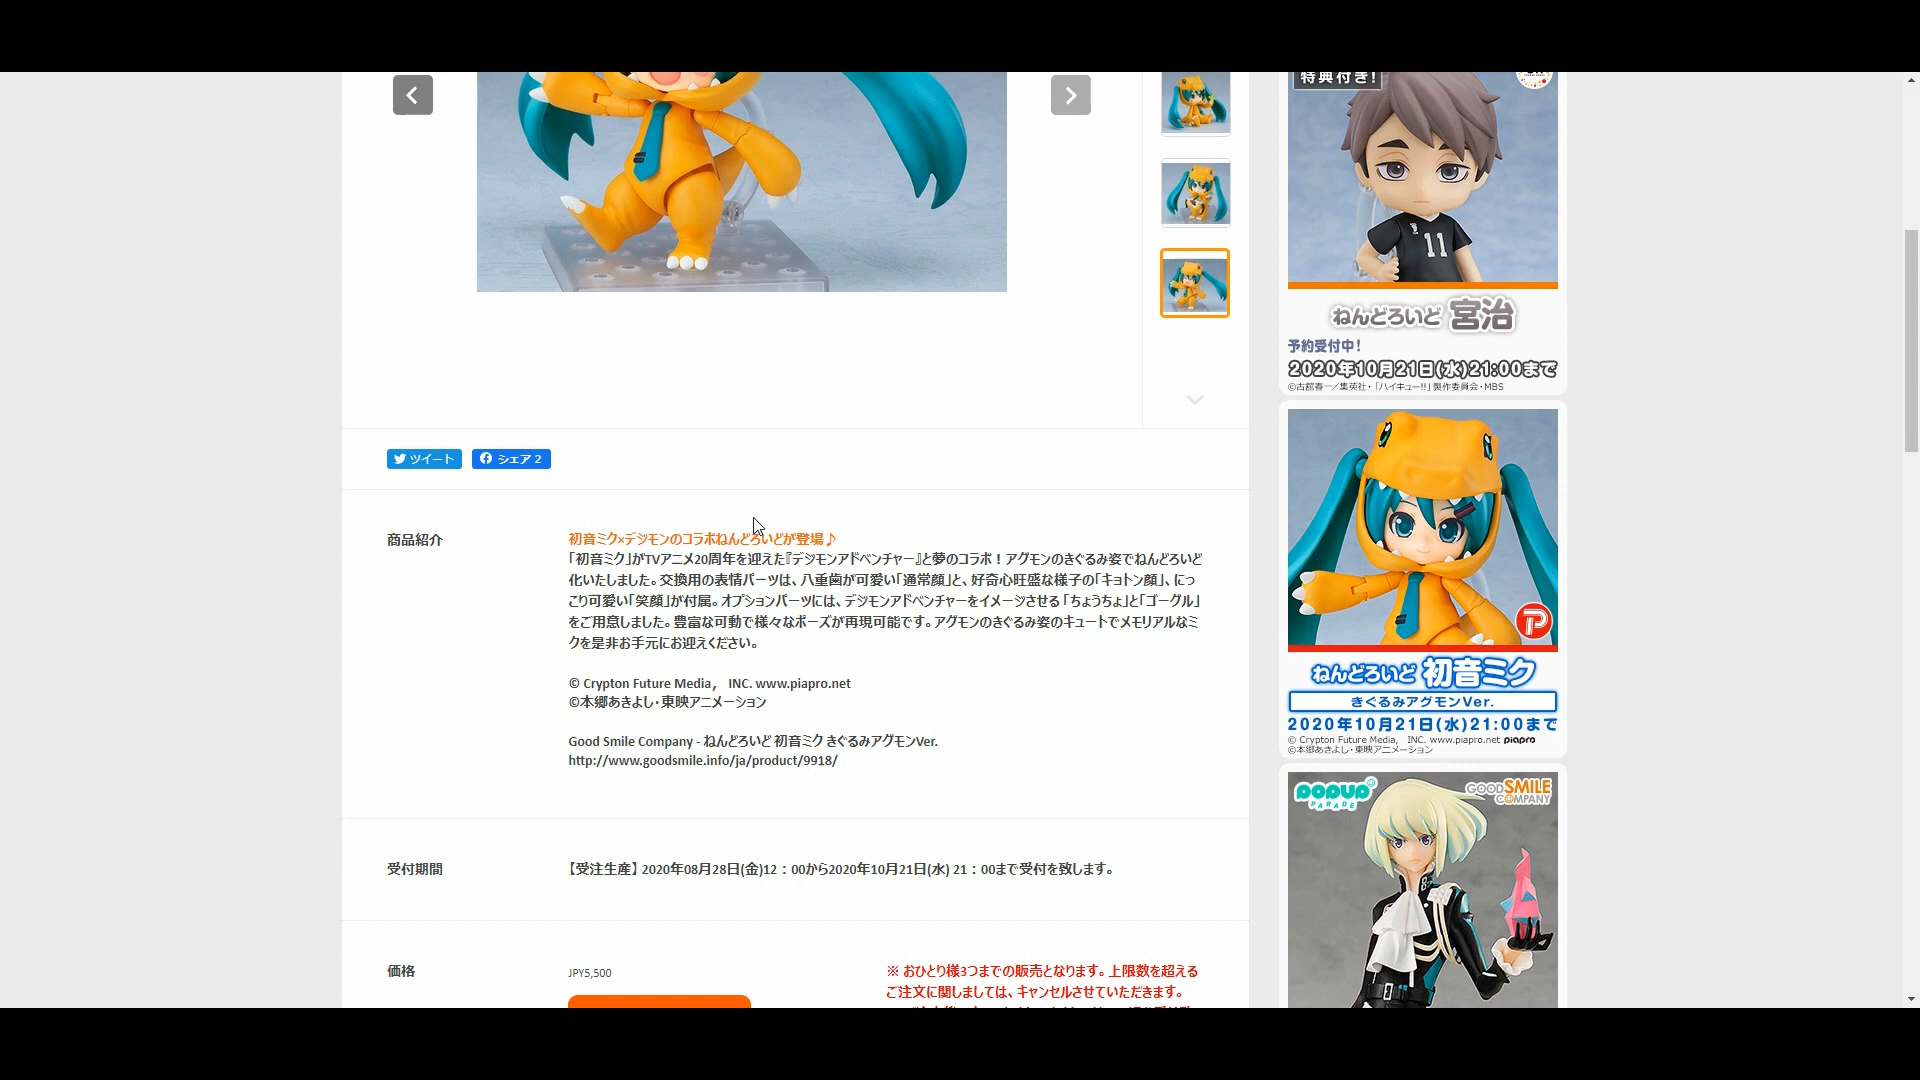 特典付き!
11
ねんどろいど 宮治
予約受付中!
2020年10月21日(水)21:00まで
©古舘春一/集英社・「ハイキュー!!」製作委員会・MBS
ツイート
シェア 2
商品紹介
初音ミク×デジモンのコラボねんどろいどが登場♪
「初音ミク」がTVアニメ20周年を迎えた『デジモンアドベンチャー』と夢のコラボ！アグモンのきぐるみ姿でねんどろいど
化いたしました。交換用の表情パーツは、八重歯が可愛い「通常顔」と、好奇心旺盛な様子の「キョトン顔」、にっ
こり可愛い「笑顔」が付属。オプションパーツには、デジモンアドベンチャーをイメージさせる「ちょうちょ」と「ゴーグル」
をご用意しました。豊富な可動で様々なポーズが再現可能です。アグモンのきぐるみ姿のキュートでメモリアルなミ
クを是非お手元にお迎えください。
© Crypton Future Media， INC. www.piapro.net
©本郷あきよし・東映アニメーション
Good Smile Company - ねんどろいど 初音ミク きぐるみアグモンVer.
http://www.goodsmile.info/ja/product/9918/
受付期間
【受注生産】 2020年08月28日(金)12：00から2020年10月21日(水) 21：00まで受付を致します。
価格
JPY5,500
※ おひとり様3つまでの販売となります。上限数を超える
ご注文に関しましては、キャンセルさせていただきます。
P
ねんどろいど 初音ミク
きぐるみアグモンVer.
2020年10月21日(水)21:00まで
© Crypton Future Media， INC. www.piapro.net piapro
©本郷あきよし・東映アニメーション
POPUP
PARADE
GOOD SMILE
COMPANY